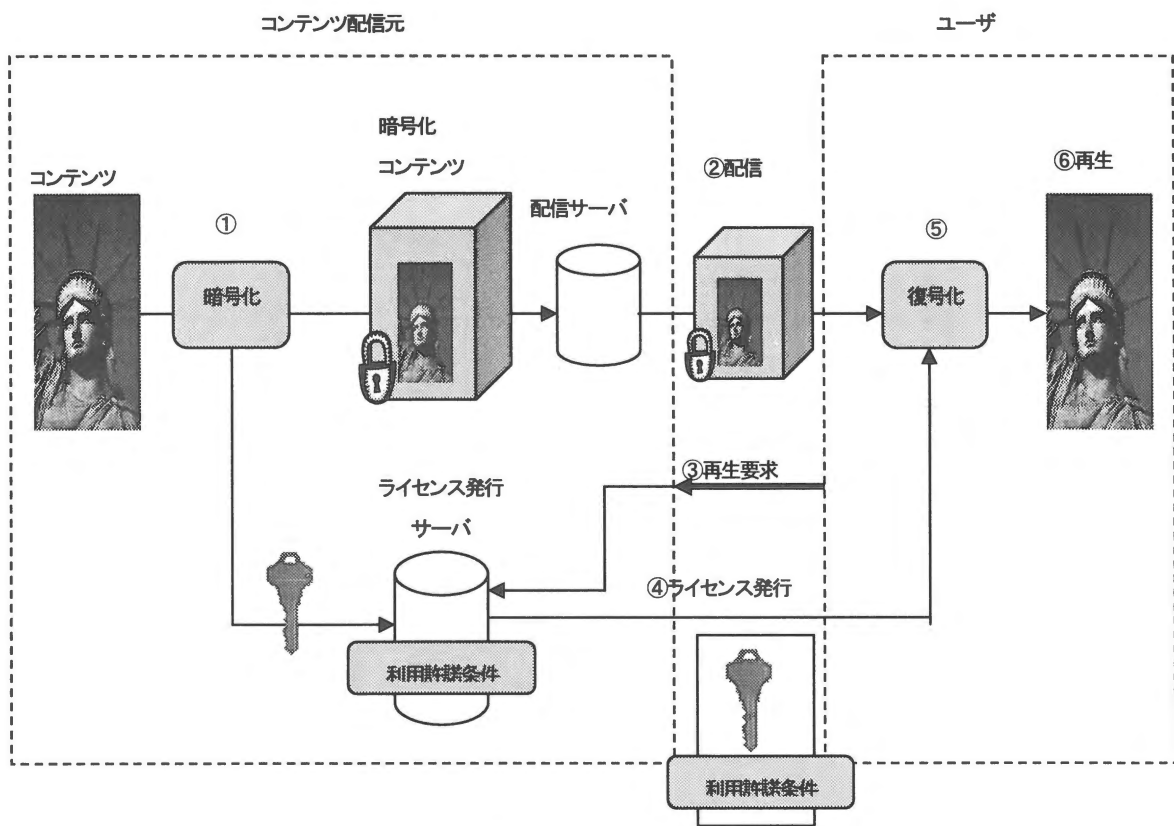 コンテンツ配信元
ユーザ
暗号化
コンテンツ
②配信
⑥再生
コンテンツ
①
配信サーバ
⑤
暗号化
復号化
③再生要求
ライセンス発行
サーバ
④ライセンス発行
利用許諾条件
利用許諾条件